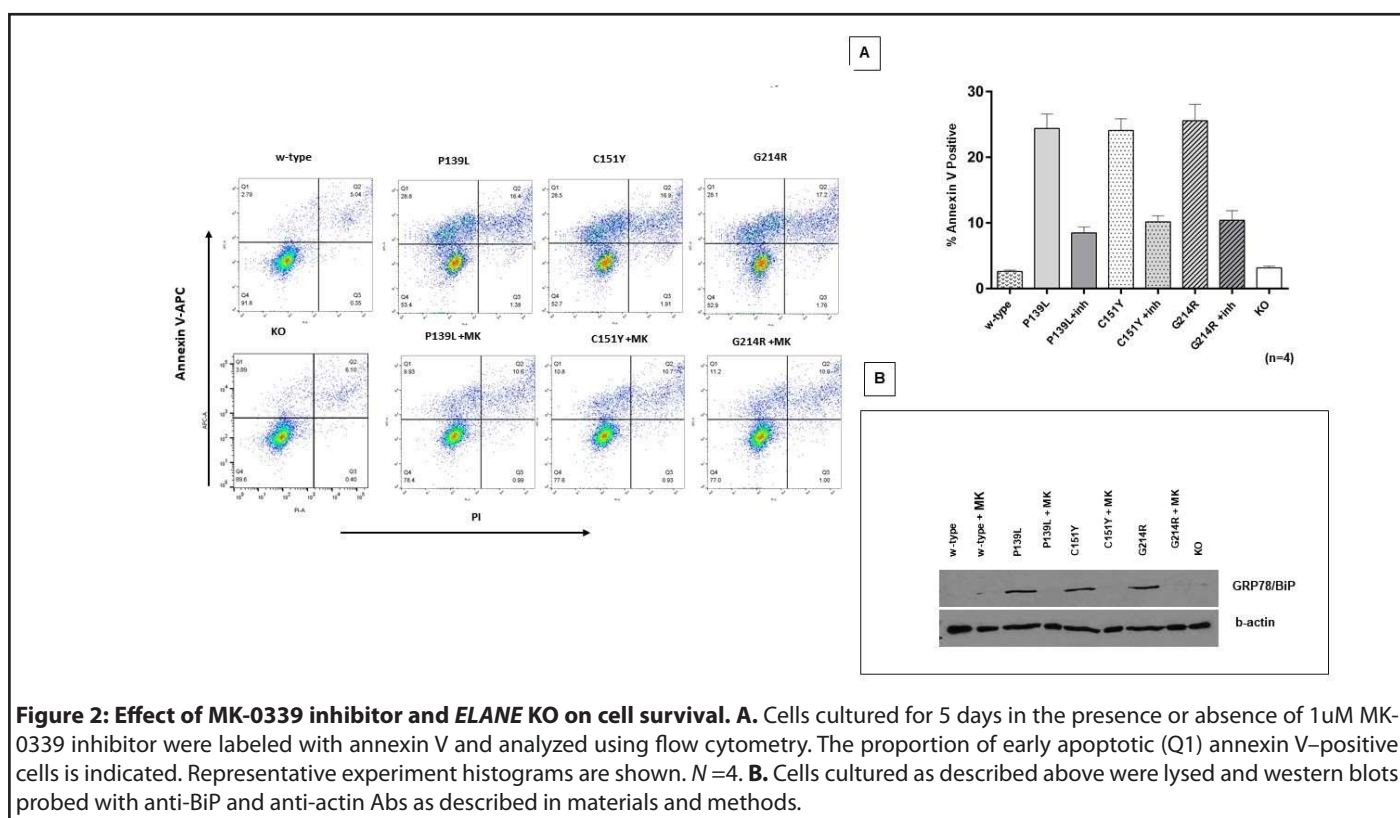 A
w-type
P139L
C151Y
G214R
Q1
2.79
Q2
5.04
Q4
91.8
Q3
0.35
Q1
28.8
Q2
16.4
Q4
53.4
Q3
1.38
Q1
28.5
Q2
16.9
Q4
52.7
Q3
1.91
Q1
28.1
Q2
17.2
Q4
52.9
Q3
1.76
Annexin V-APC
KO
P139L +MK
C151Y +MK
G214R +MK
Q1
3.89
Q2
6.10
Q4
89.6
Q3
0.40
APC-A
PI-A
Q1
9.93
Q2
10.6
Q4
78.4
Q3
0.99
Q1
10.8
Q2
10.7
Q4
77.6
Q3
0.93
Q1
11.2
Q2
10.8
Q4
77.0
Q3
1.00
PI
% Annexin V Positive
30
20
10
0
w-type
P139L
P139L+inh
C151Y
C151Y +inh
G214R
G214R +inh
KO
(n=4)
B
w-type
w-type + MK
P139L
P139L + MK
C151Y
C151Y + MK
G214R
G214R + MK
KO
GRP78/BiP
b-actin
Figure 2: Effect of MK-0339 inhibitor and ELANE KO on cell survival. A. Cells cultured for 5 days in the presence or absence of 1uM MK-
0339 inhibitor were labeled with annexin V and analyzed using flow cytometry. The proportion of early apoptotic (Q1) annexin V–positive
cells is indicated. Representative experiment histograms are shown. N =4. B. Cells cultured as described above were lysed and western blots
probed with anti-BiP and anti-actin Abs as described in materials and methods.